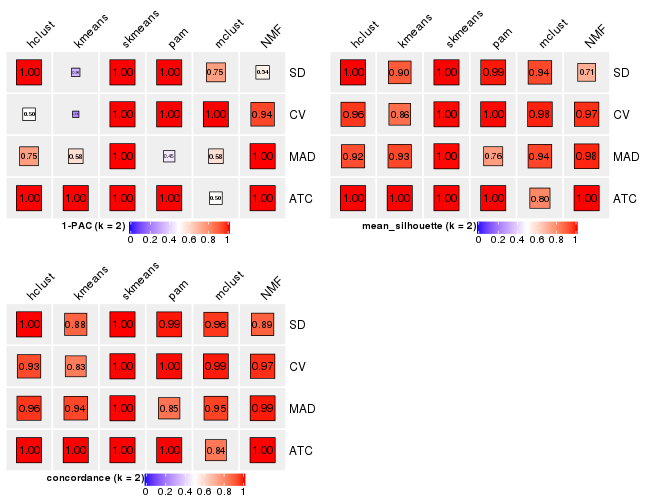 hclust kmeans skmeans pam mclust NMF
1.00 1.00 1.00 0.75 0.54 SD
0.50 1.00 1.00 1.00 0.94 CV
0.75 0.58 1.00 0.45 0.58 1.00 MAD
1.00 1.00 1.00 1.00 0.50 1.00 ATC
1-PAC (k = 2)
0 0.2 0.4 0.6 0.8 1
hclust kmeans skmeans pam mclust NMF
1.00 0.90 1.00 0.99 0.94 0.71 SD
0.96 0.86 1.00 1.00 0.98 0.97 CV
0.92 0.93 1.00 0.76 0.94 0.98 MAD
1.00 1.00 1.00 1.00 0.80 1.00 ATC
mean_silhouette (k = 2)
0 0.2 0.4 0.6 0.8 1
hclust kmeans skmeans pam mclust NMF
1.00 0.88 1.00 0.99 0.96 0.89 SD
0.93 0.83 1.00 1.00 0.99 0.97 CV
0.96 0.94 1.00 0.85 0.95 0.99 MAD
1.00 1.00 1.00 1.00 0.84 1.00 ATC
concordance (k = 2)
0 0.2 0.4 0.6 0.8 1